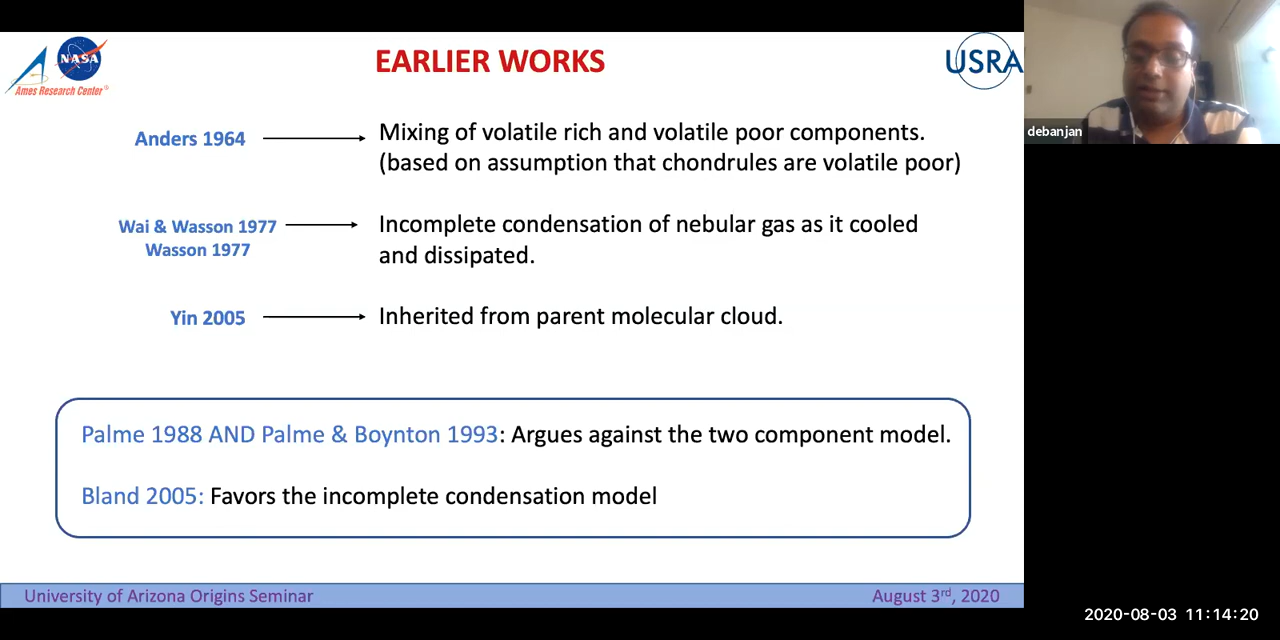 NASA
Ames Research Center
EARLIER WORKS
USRA
debanjan
Anders 1964
Mixing of volatile rich and volatile poor components.
(based on assumption that chondrules are volatile poor)
Wai & Wasson 1977
Wasson 1977
Incomplete condensation of nebular gas as it cooled
and dissipated.
Yin 2005
Inherited from parent molecular cloud.
Palme 1988 AND Palme & Boynton 1993: Argues against the two component model.
Bland 2005: Favors the incomplete condensation model
University of Arizona Origins Seminar
August 3rd, 2020
2020-08-03 11:14:20